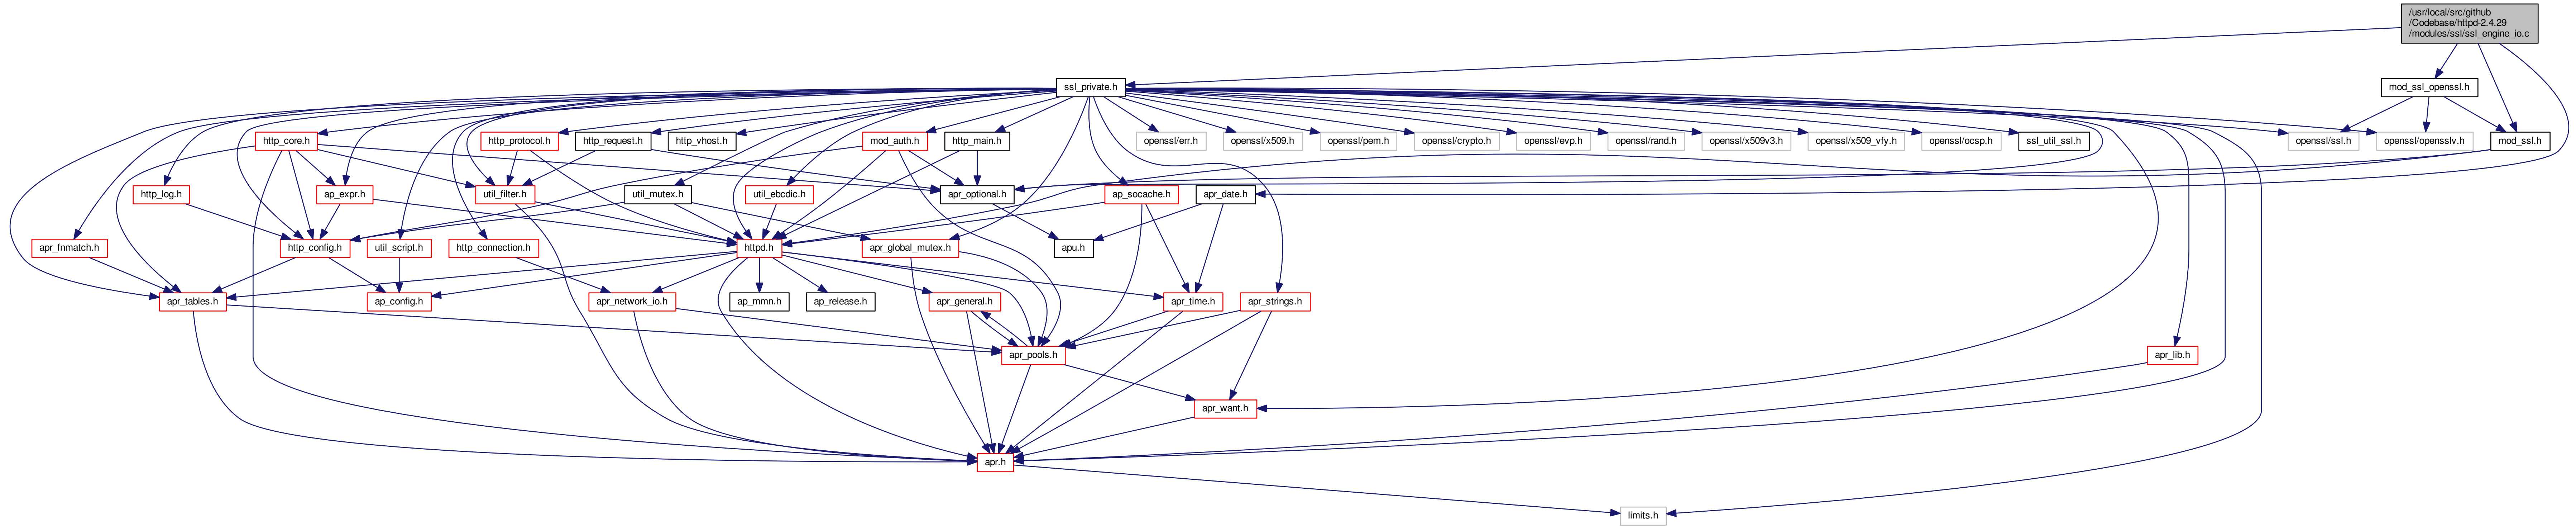 /usr/local/src/github
/Codebase/httpd-2.4.29
/modules/ssl/ssl_engine_io.c
ssl_private.h
mod_ssl_openssl.h
http_core.h
http_protocol.h
http_request.h
http_vhost.h
mod_auth.h
http_main.h
openssl/err.h
openssl/x509.h
openssl/pem.h
openssl/crypto.h
openssl/evp.h
openssl/rand.h
openssl/x509v3.h
openssl/x509_vfy.h
openssl/ocsp.h
ssl_util_ssl.h
openssl/ssl.h
openssl/opensslv.h
mod_ssl.h
http_log.h
ap_expr.h
util_filter.h
util_mutex.h
util_ebcdic.h
apr_optional.h
ap_socache.h
apr_date.h
apr_fnmatch.h
http_config.h
util_script.h
http_connection.h
httpd.h
apr_global_mutex.h
apu.h
apr_tables.h
ap_config.h
apr_network_io.h
ap_mmn.h
ap_release.h
apr_general.h
apr_time.h
apr_strings.h
apr_pools.h
apr_lib.h
apr_want.h
apr.h
limits.h